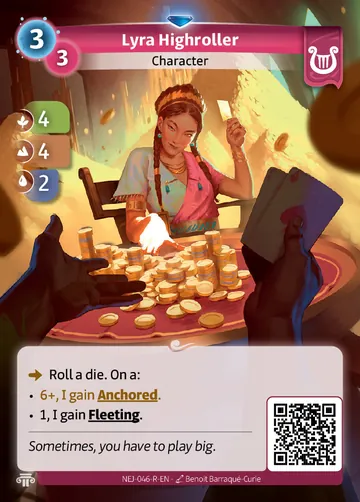 3
3
Lyra Highroller
Character
4
4
2
Roll a die. On a:
• 6+, I gain Anchored.
• 1, I gain Fleeting.
Sometimes, you have to play big.
NEJ-046-R-EN - Benoit Barraqué-Curie